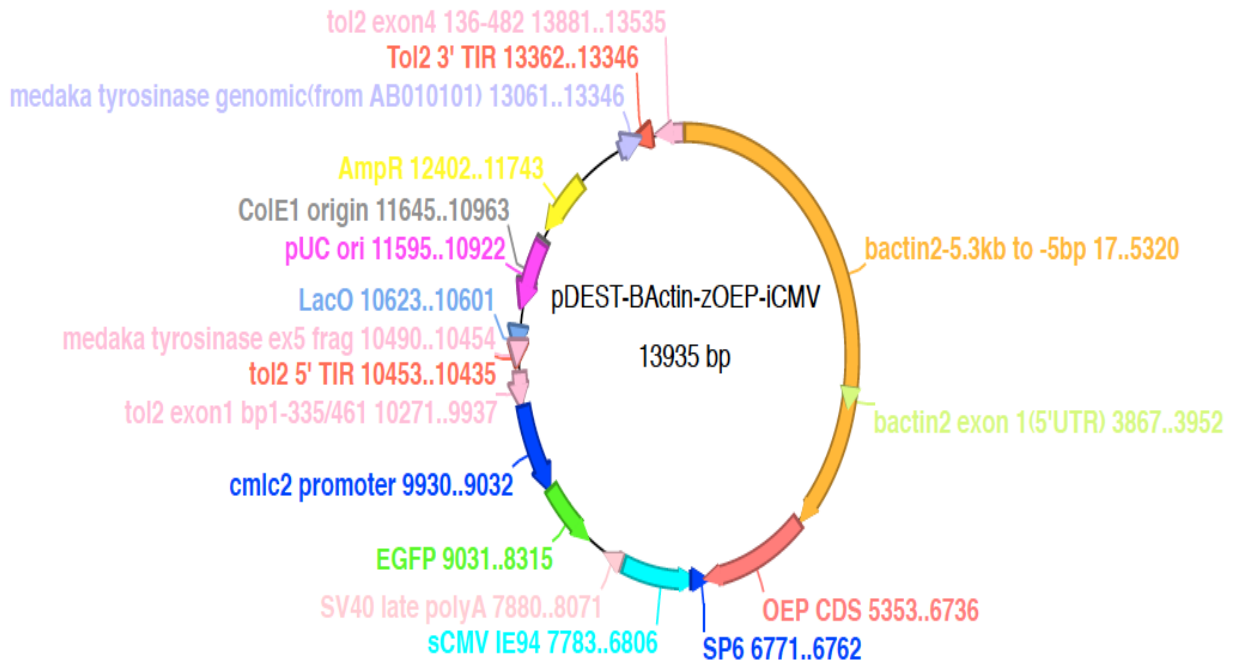 tol2 exon4 136-482 13881..13535
Tol2 3' TIR 13362..13346
medaka tyrosinase genomic(from AB010101) 13061..13346
AmpR 12402..11743
ColE1 origin 11645..10963
pUC ori 11595..10922
bactin2-5.3kb to -5bp 17..5320
LacO 10623..10601
pDEST-BActin-zOEP-iCMV
medaka tyrosinase ex5 frag 10490..10454
13935 bp
tol2 5' TIR 10453..10435
tol2 exon1 bp1-335/461 10271..9937
bactin2 exon 1(5'UTR) 3867..3952
cmlc2 promoter 9930..9032
EGFP 9031..8315
SV40 late polyA 7880..8071
OEP CDS 5353..6736
sCMV IE94 7783..6806
SP6 6771..6762